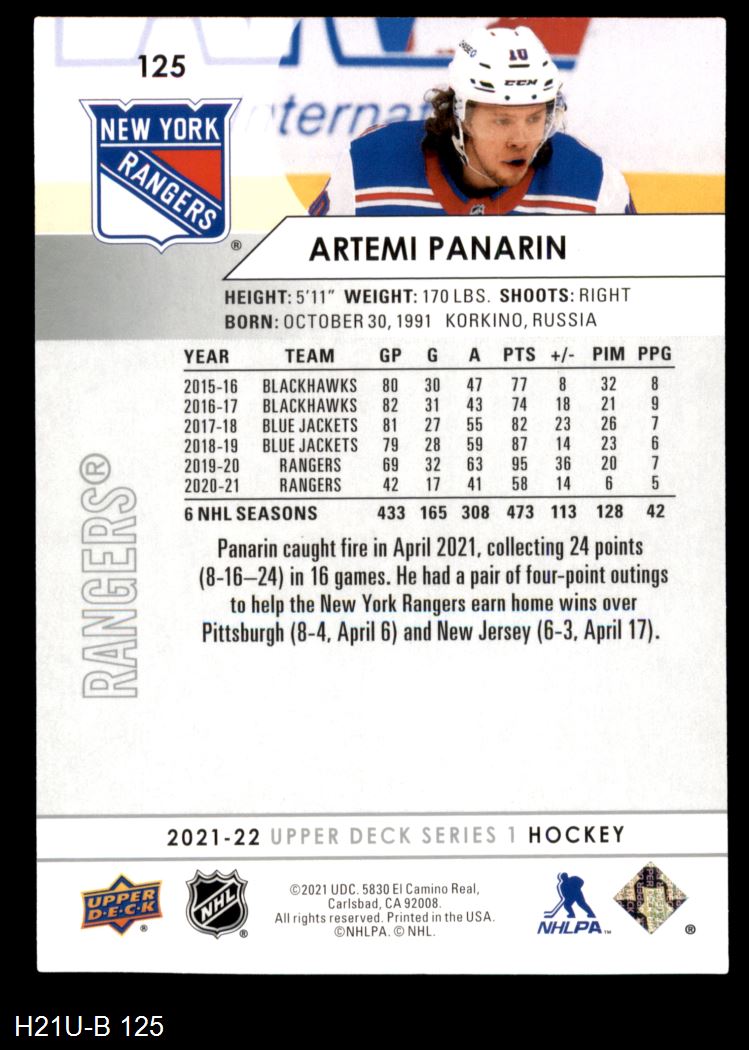 125
10
CCM
nterna
10
NEW YORK
RANGERS
®
ARTEMI PANARIN
HEIGHT: 5'11" WEIGHT: 170 LBS. SHOOTS: RIGHT
BORN: OCTOBER 30, 1991 KORKINO, RUSSIA
YEAR TEAM GP G A PTS +/- PIM PPG
2015-16 BLACKHAWKS 80 30 47 77 8 32 8
2016-17 BLACKHAWKS 82 31 43 74 18 21 9
2017-18 BLUE JACKETS 81 27 55 82 23 26 7
2018-19 BLUE JACKETS 79 28 59 87 14 23 6
2019-20 RANGERS 69 32 63 95 36 20 7
2020-21 RANGERS 42 17 41 58 14 6 5
6 NHL SEASONS 433 165 308 473 113 128 42
RANGERS®
Panarin caught fire in April 2021, collecting 24 points
(8-16—24) in 16 games. He had a pair of four-point outings
to help the New York Rangers earn home wins over
Pittsburgh (8-4, April 6) and New Jersey (6-3, April 17).
2021-22 UPPER DECK SERIES 1 HOCKEY
UPPER
D·E·C·K
®
NHL
®
©2021 UDC. 5830 El Camino Real,
Carlsbad, CA 92008.
All rights reserved. Printed in the USA.
©NHLPA. © NHL.
NHLPA™
®
H21U-B 125